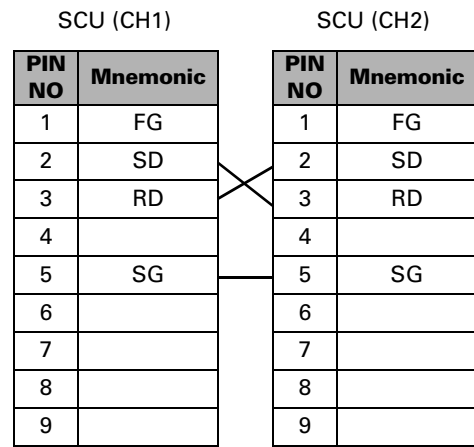 SCU (CH1) SCU (CH2)
PIN NO Mnemonic PIN NO Mnemonic
1 FG 1 FG
2 SD 2 SD
3 RD 3 RD
4 4
5 SG 5 SG
6 6
7 7
8 8
9 9